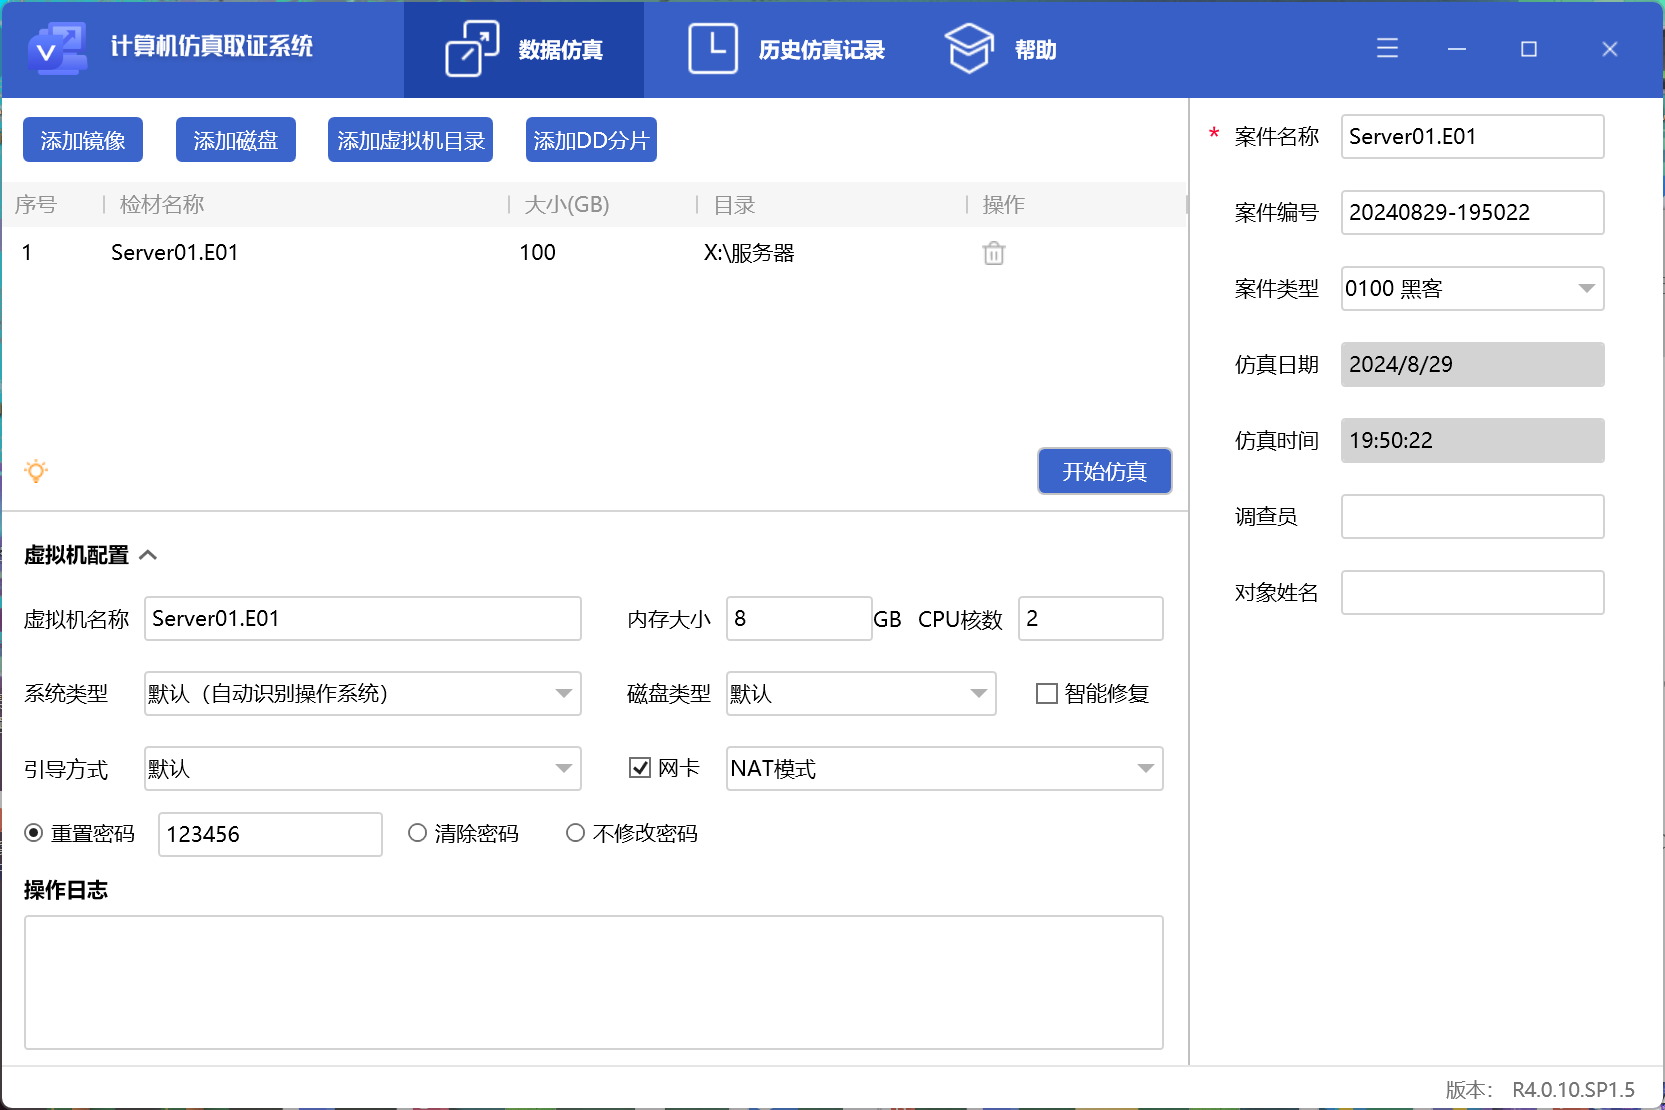 计算机仿真取证系统
数据仿真
历史仿真记录
帮助
添加镜像
添加磁盘
添加虚拟机目录
添加DD分片
序号
检材名称
大小(GB)
目录
操作
1
Server01.E01
100
X:\服务器
开始仿真
虚拟机配置
虚拟机名称
Server01.E01
内存大小
8
GB
CPU核数
2
系统类型
默认（自动识别操作系统）
磁盘类型
默认
智能修复
引导方式
默认
网卡
NAT模式
重置密码
123456
清除密码
不修改密码
操作日志
* 案件名称
Server01.E01
案件编号
20240829-195022
案件类型
0100 黑客
仿真日期
2024/8/29
仿真时间
19:50:22
调查员
对象姓名
版本: R4.0.10.SP1.5